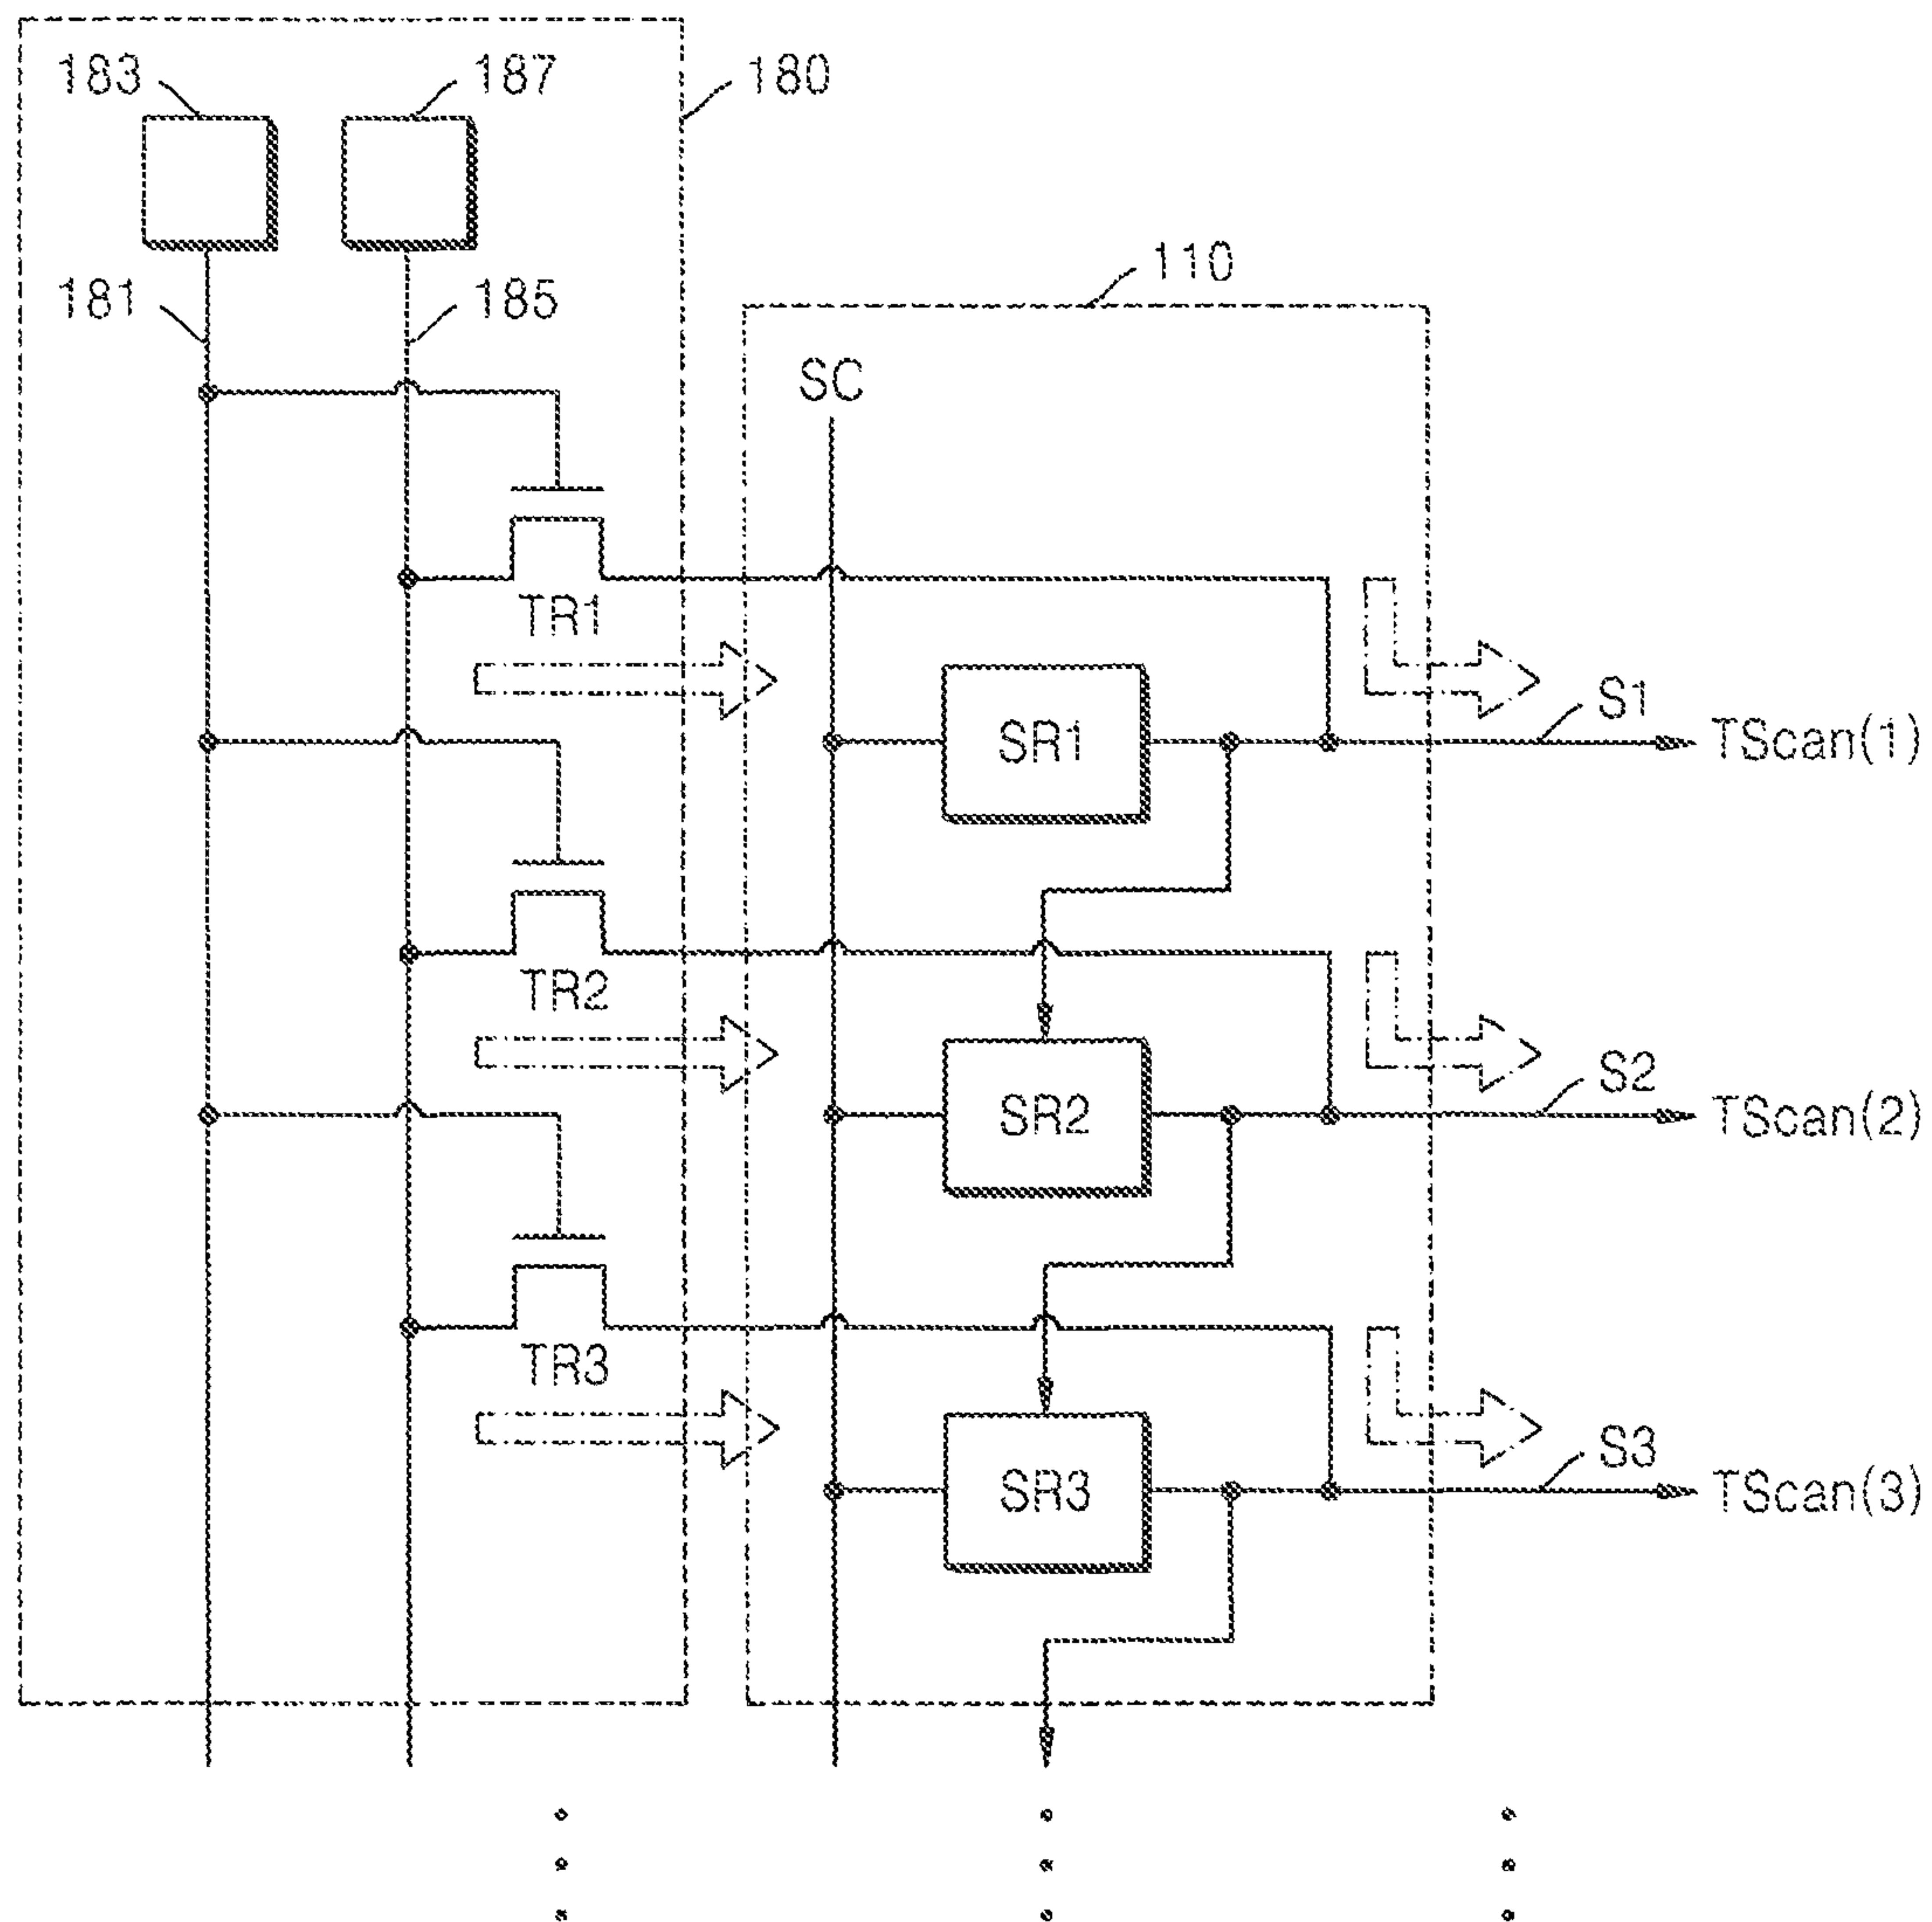 183
187
180
181
185
110
SC
TR1
SR1
S1
TScan(1)
TR2
SR2
S2
TScan(2)
TR3
SR3
S3
TScan(3)